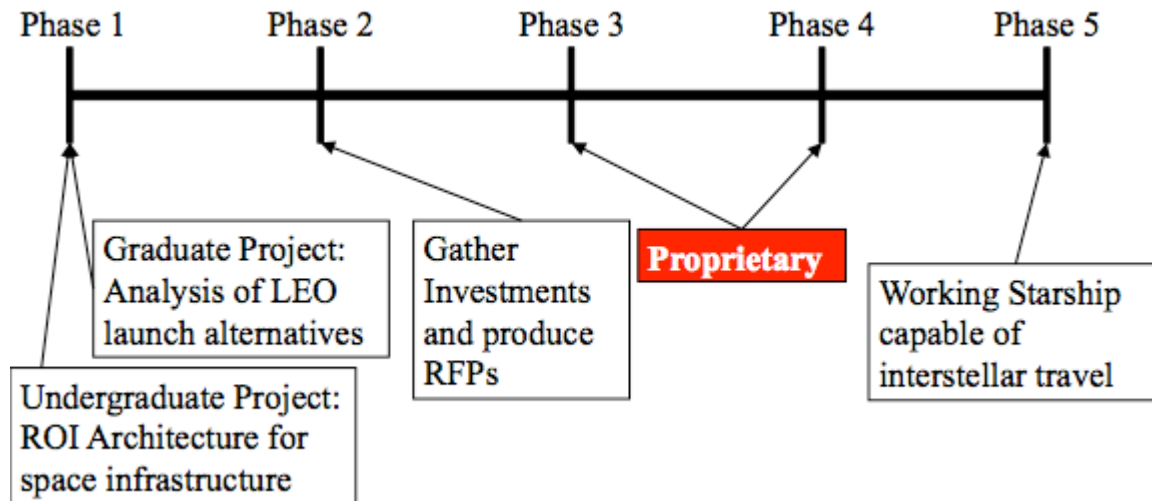 Phase 1
Phase 2
Phase 3
Phase 4
Phase 5
Graduate Project:
Analysis of LEO
launch alternatives
Undergraduate Project:
ROI Architecture for
space infrastructure
Gather
Investments
and produce
RFPs
Proprietary
Working Starship
capable of
interstellar travel